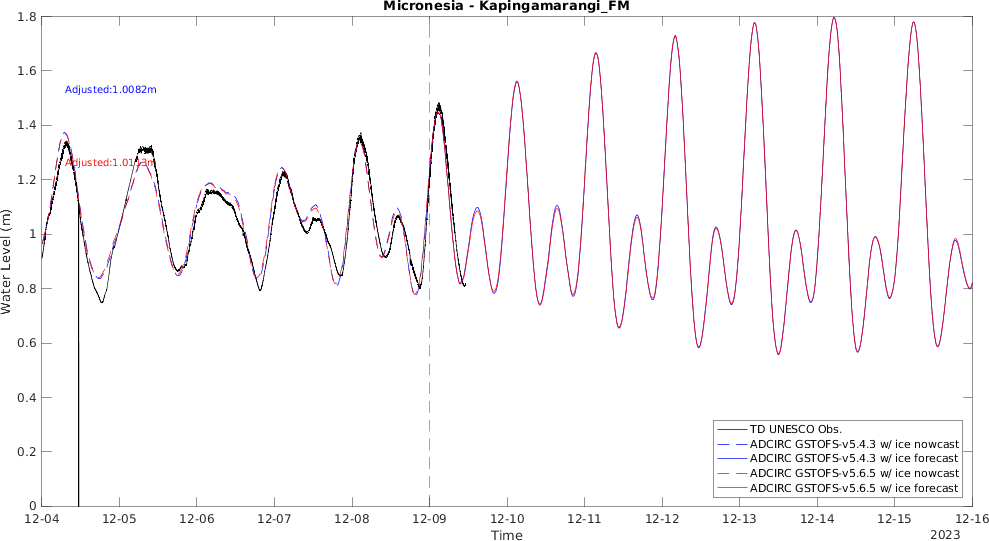 Micronesia - Kapingamarangi_FM
Water Level (m)
1.8
1.6
1.4
1.2
1
0.8
0.6
0.4
0.2
0
Adjusted:1.0082m
Adjusted:1.0113m
TD UNESCO Obs.
ADCIRC GSTOFS-v5.4.3 w/ ice nowcast
ADCIRC GSTOFS-v5.4.3 w/ ice forecast
ADCIRC GSTOFS-v5.6.5 w/ ice nowcast
ADCIRC GSTOFS-v5.6.5 w/ ice forecast
12-04 12-05 12-06 12-07 12-08 12-09 12-10 12-11 12-12 12-13 12-14 12-15 12-16
Time
2023